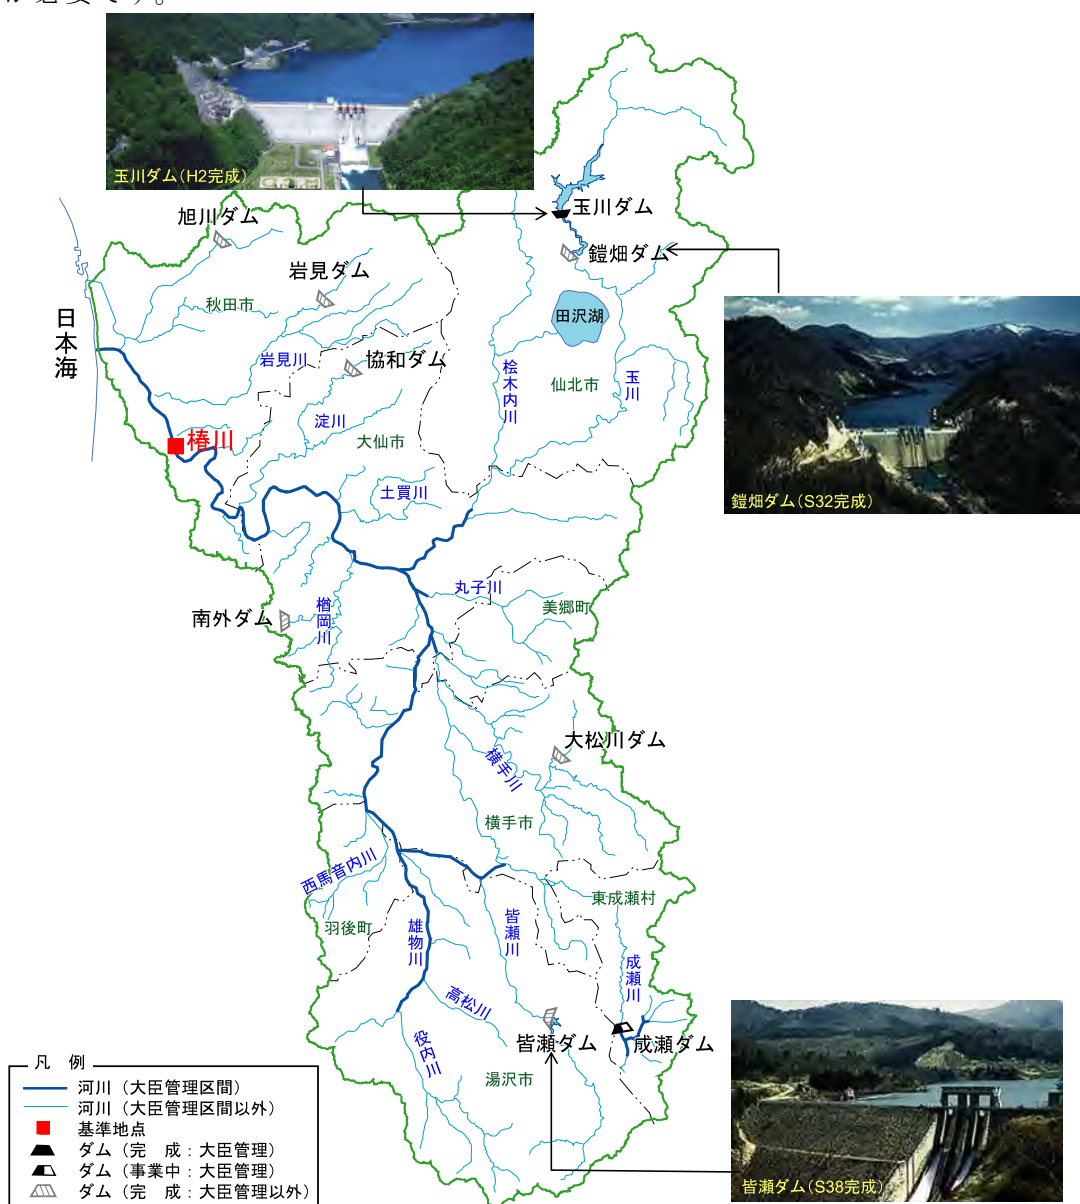 が必要です。
玉川ダム(H2完成)
旭川ダム
玉川ダム
鎧畑ダム
岩見ダム
秋田市
田沢湖
日本海
岩見川
協和ダム
桧木内川
仙北市
玉川
淀川
大仙市
椿川
土買川
鎧畑ダム(S32完成)
丸子川
美郷町
南外ダム
楢岡川
大松川ダム
横手川
横手市
西馬音内川
東成瀬村
羽後町
雄物川
皆瀬川
成瀬川
高松川
役内川
皆瀬ダム
成瀬ダム
湯沢市
皆瀬ダム(S38完成)
凡 例
河川(大臣管理区間)
河川(大臣管理区間以外)
基準地点
ダム(完 成:大臣管理)
ダム(事業中:大臣管理)
ダム(完 成:大臣管理以外)